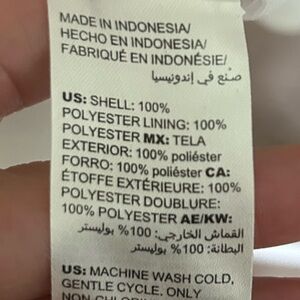 MADE IN INDONESIA/
HECHO EN INDONESIA/
FABRIQUÉ EN INDONÉSIE/
صنع في إندونيسيا
US: SHELL: 100%
POLYESTER LINING: 100%
POLYESTER MX: TELA
EXTERIOR: 100% poliéster
FORRO: 100% poliéster CA:
ÉTOFFE EXTÉRIEURE: 100%
POLYESTER DOUBLURE:
100% POLYESTER AE/KW:
القماش الخارجي: 100% بوليستر
البطانة: 100% بوليستر
US: MACHINE WASH COLD,
GENTLE CYCLE. ONLY